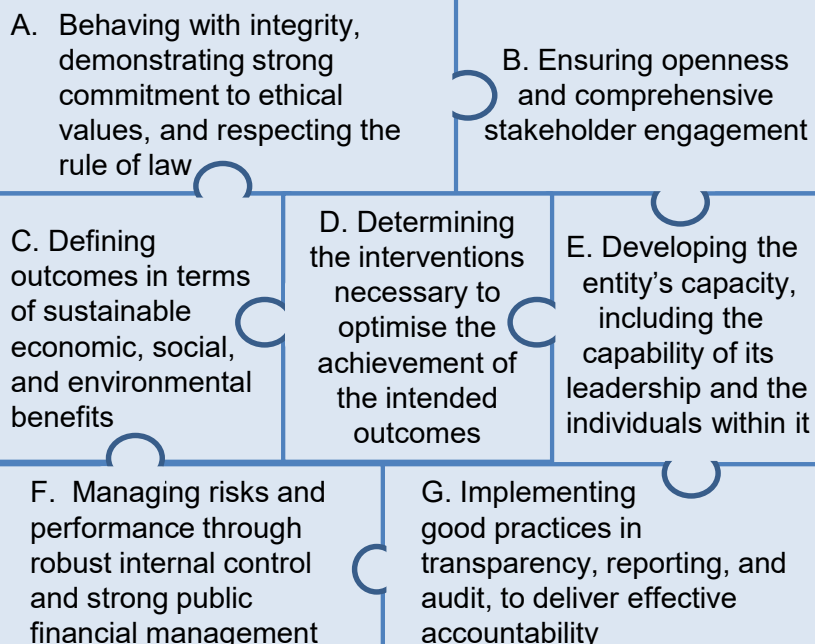 A. Behaving with integrity,
demonstrating strong
commitment to ethical
values, and respecting the
rule of law
B. Ensuring openness
and comprehensive
stakeholder engagement
C. Defining
outcomes in terms
of sustainable
economic, social,
and environmental
benefits
D. Determining
the interventions
necessary to
optimise the
achievement of
the intended
outcomes
E. Developing the
entity’s capacity,
including the
capability of its
leadership and the
individuals within it
F. Managing risks and
performance through
robust internal control
and strong public
financial management
G. Implementing
good practices in
transparency, reporting, and
audit, to deliver effective
accountability